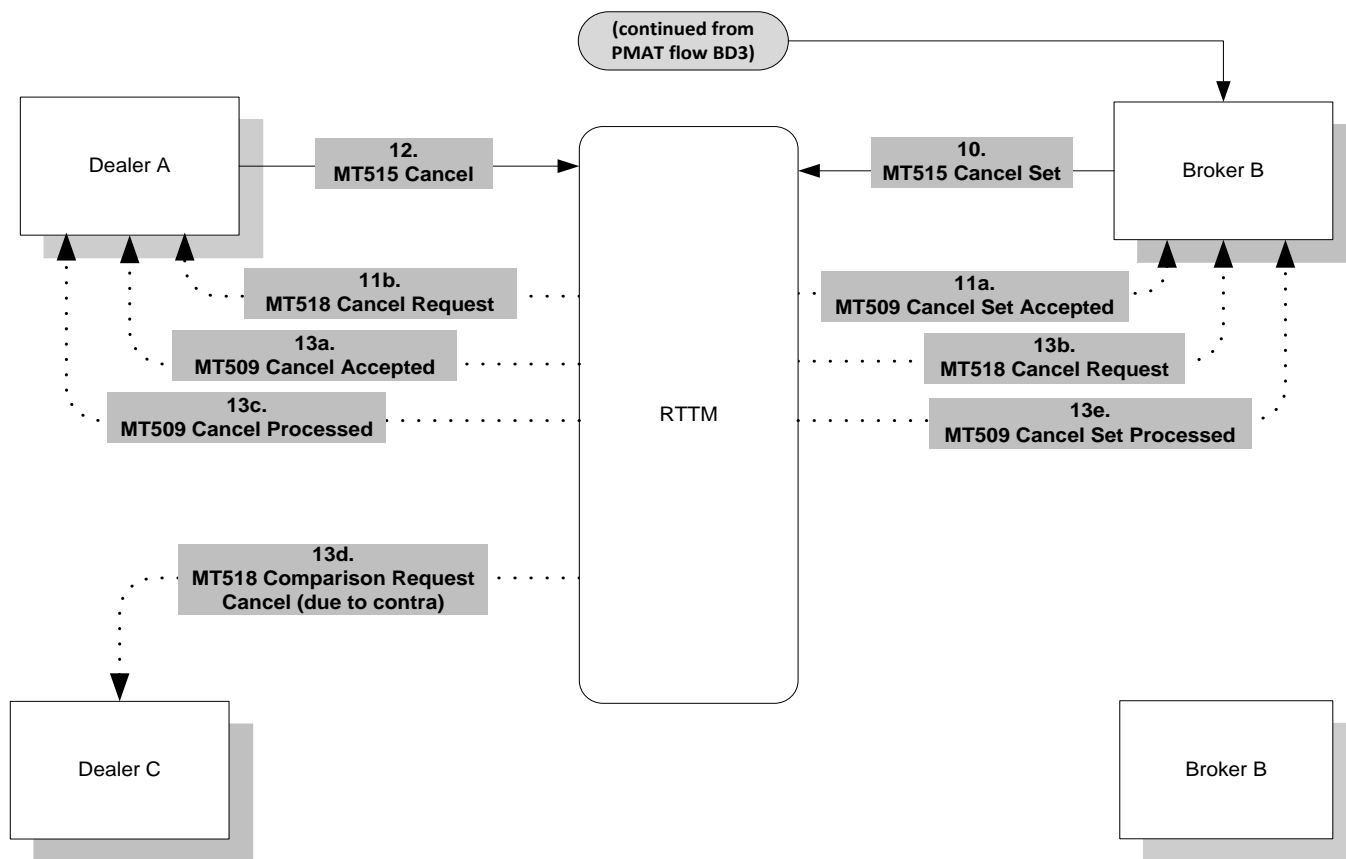 (continued from
PMAT flow BD3)
Dealer A
12.
MT515 Cancel
10.
MT515 Cancel Set
Broker B
11b.
MT518 Cancel Request
11a.
MT509 Cancel Set Accepted
13a.
MT509 Cancel Accepted
13b.
MT518 Cancel Request
13c.
MT509 Cancel Processed
RTTM
13e.
MT509 Cancel Set Processed
13d.
MT518 Comparison Request
Cancel (due to contra)
Dealer C
Broker B